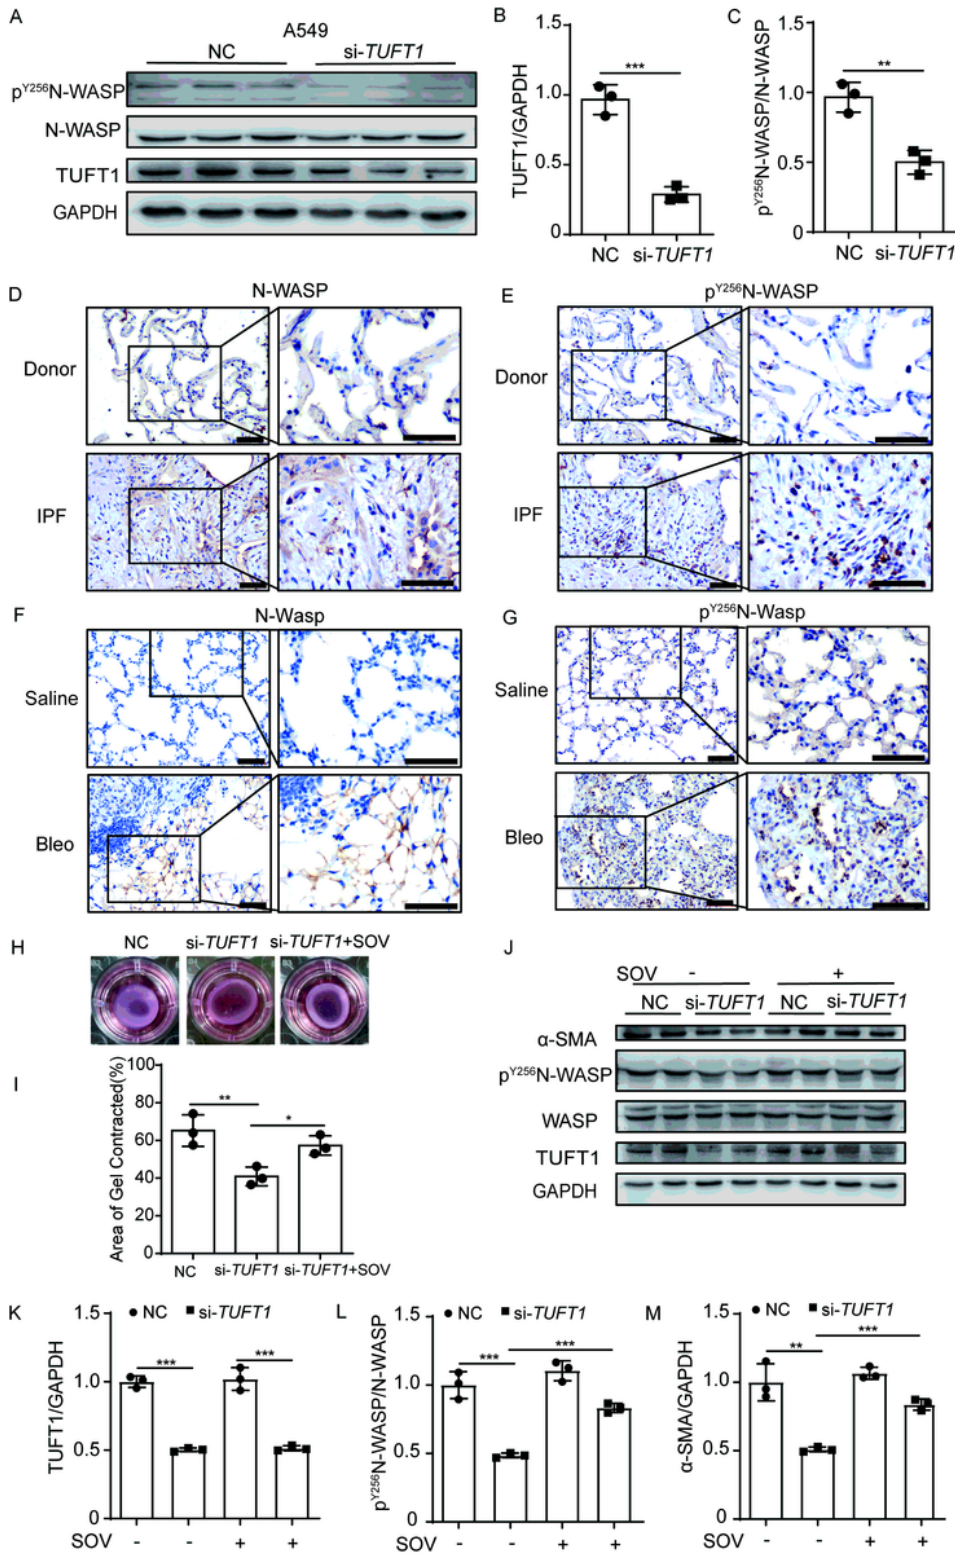 A
A549
NC si-TUFT1
pY256N-WASP
N-WASP
TUFT1
GAPDH
B
TUFT1/GAPDH
1.5
1.0
0.5
0
***
NC si-TUFT1
C
pY256N-WASP/N-WASP
1.5
1.0
0.5
0
**
NC si-TUFT1
D
N-WASP
Donor
IPF
E
pY256N-WASP
Donor
IPF
F
N-Wasp
Saline
Bleo
G
pY256N-Wasp
Saline
Bleo
H
NC si-TUFT1 si-TUFT1+SOV
I
Area of Gel Contracted(%)
100
80
60
40
20
0
**
*
NC si-TUFT1 si-TUFT1+SOV
J
SOV - +
NC si-TUFT1 NC si-TUFT1
α-SMA
pY256N-WASP
WASP
TUFT1
GAPDH
K
NC si-TUFT1
TUFT1/GAPDH
1.5
1.0
0.5
0
*** ***
SOV - - + +
L
NC si-TUFT1
pY256N-WASP/N-WASP
1.5
1.0
0.5
0
*** ***
SOV - - + +
M
NC si-TUFT1
α-SMA/GAPDH
1.5
1.0
0.5
0
** ***
SOV - - + +